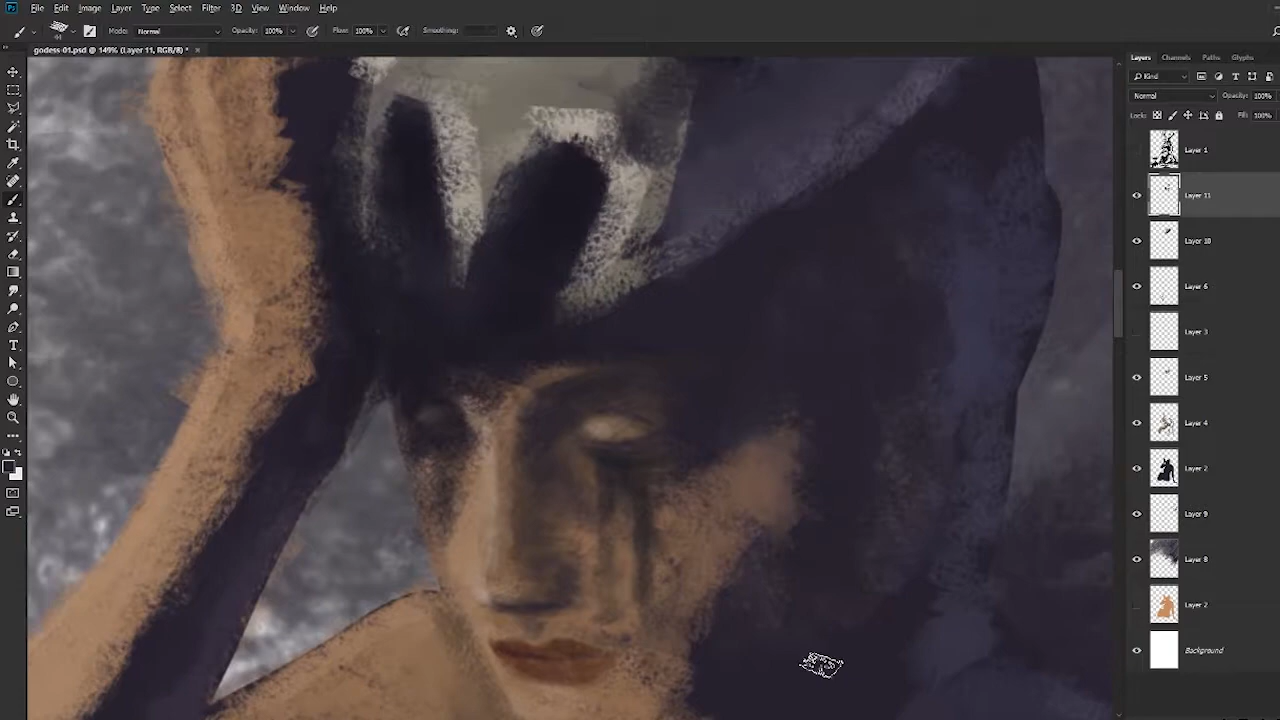 Ps File Edit Image Layer Type Select Filter 3D View Window Help
Mode: Normal Opacity: 100% Flow: 100% Smoothing:
godess-01.psd @ 149% (Layer 11, RGB/8) * ×
Layers Channels Paths Glyphs
Kind
Normal Opacity: 100%
Lock: Fill: 100%
Layer 1
Layer 11
Layer 10
Layer 6
Layer 3
Layer 5
Layer 4
Layer 2
Layer 9
Layer 8
Layer 2
Background